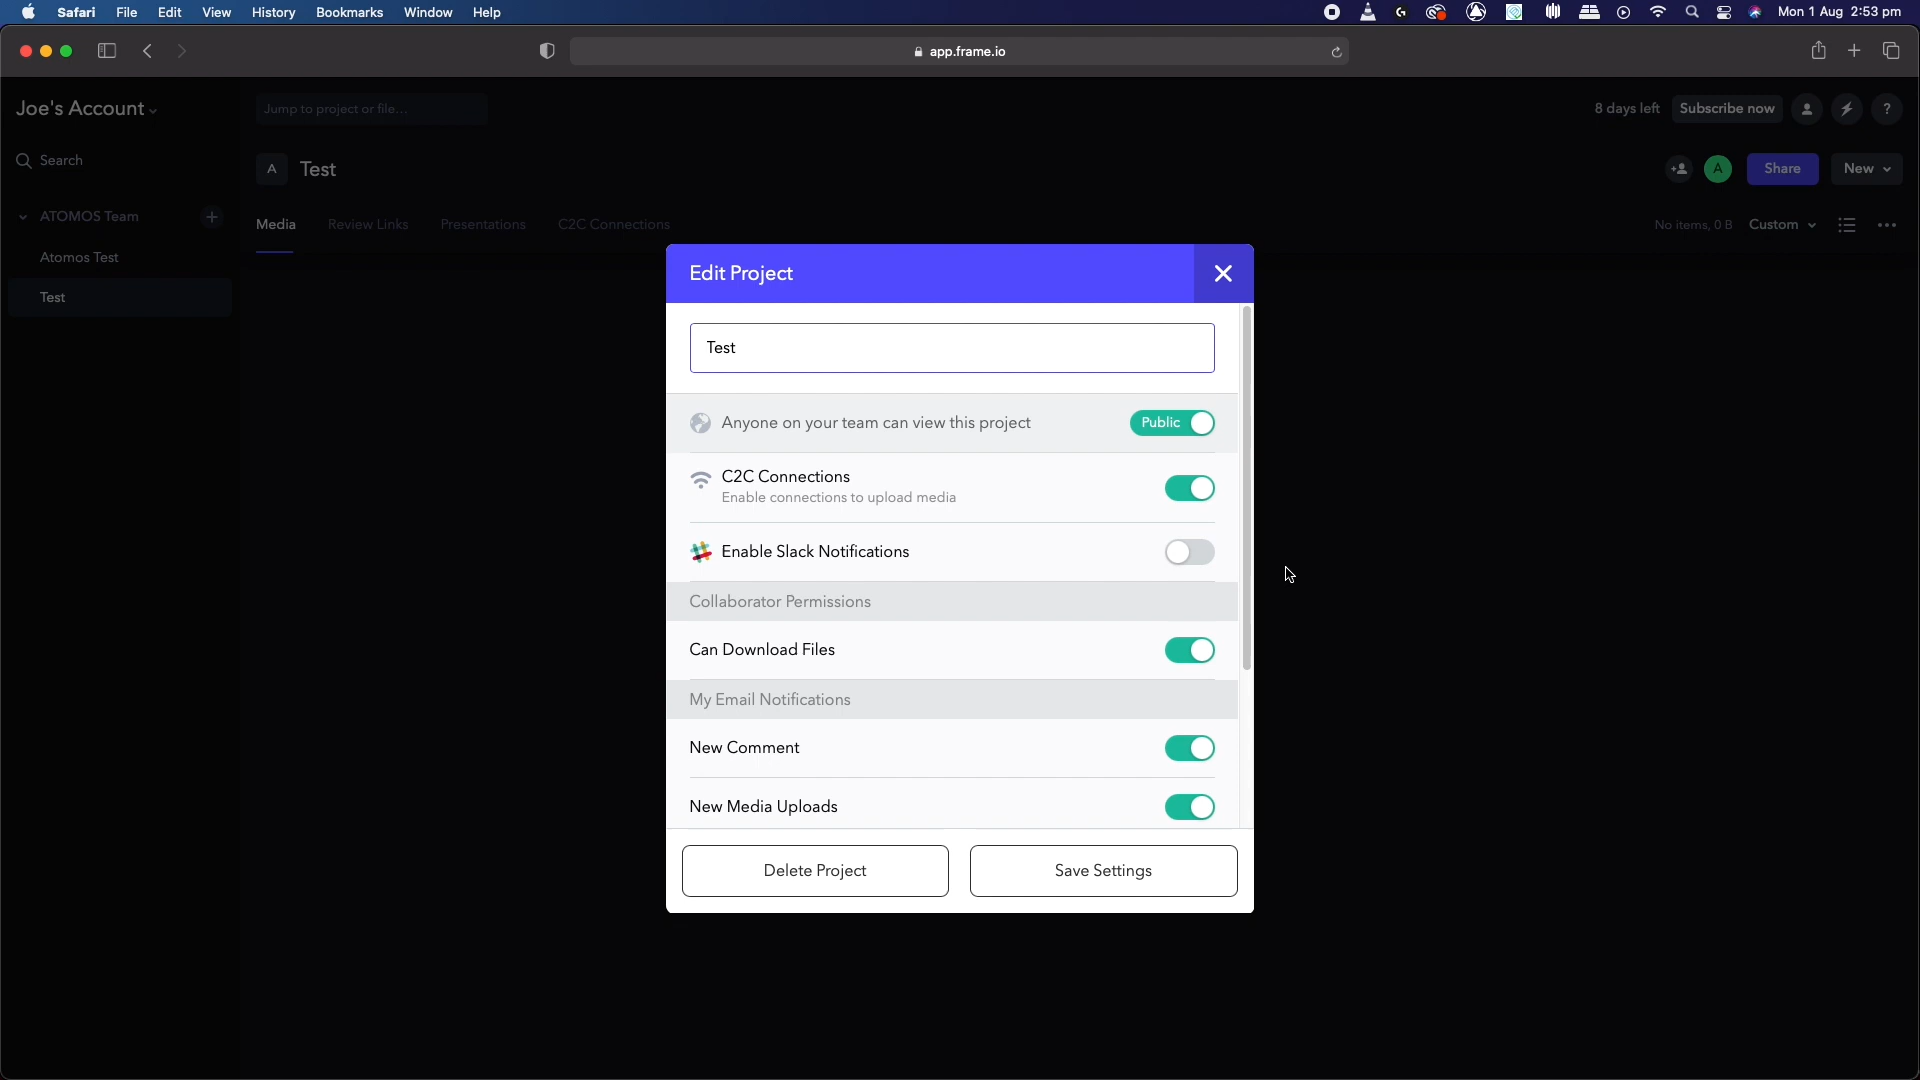 Safari File Edit View History Bookmarks Window Help Mon 1 Aug 2:53 pm
app.frame.io
Joe's Account
Jump to project or file...
8 days left Subscribe now ?
Search
A Test
A Share New
ATOMOS Team +
Media Review Links Presentations C2C Connections
No items, 0 B Custom
Atomos Test
Test
Edit Project
Test
Anyone on your team can view this project Public
C2C Connections
Enable connections to upload media
Enable Slack Notifications
Collaborator Permissions
Can Download Files
My Email Notifications
New Comment
New Media Uploads
Delete Project Save Settings